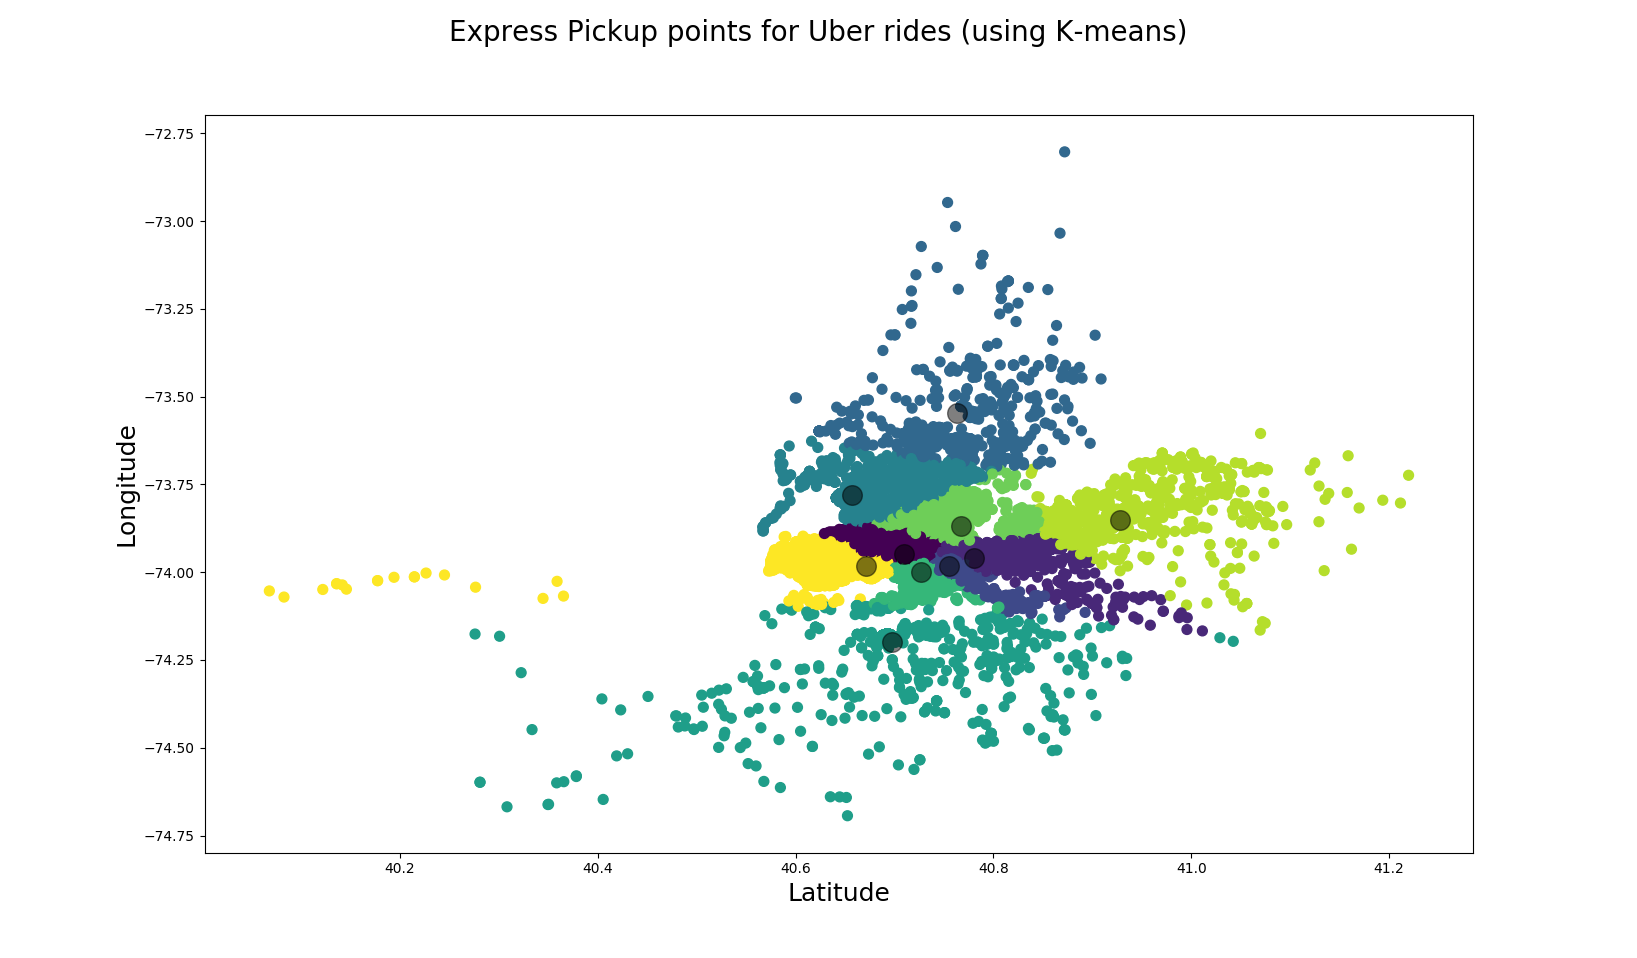 Express Pickup points for Uber rides (using K-means)
−72.75
−73.00
−73.25
−73.50
−73.75
−74.00
−74.25
−74.50
−74.75
Longitude
40.2 40.4 40.6 40.8 41.0 41.2
Latitude